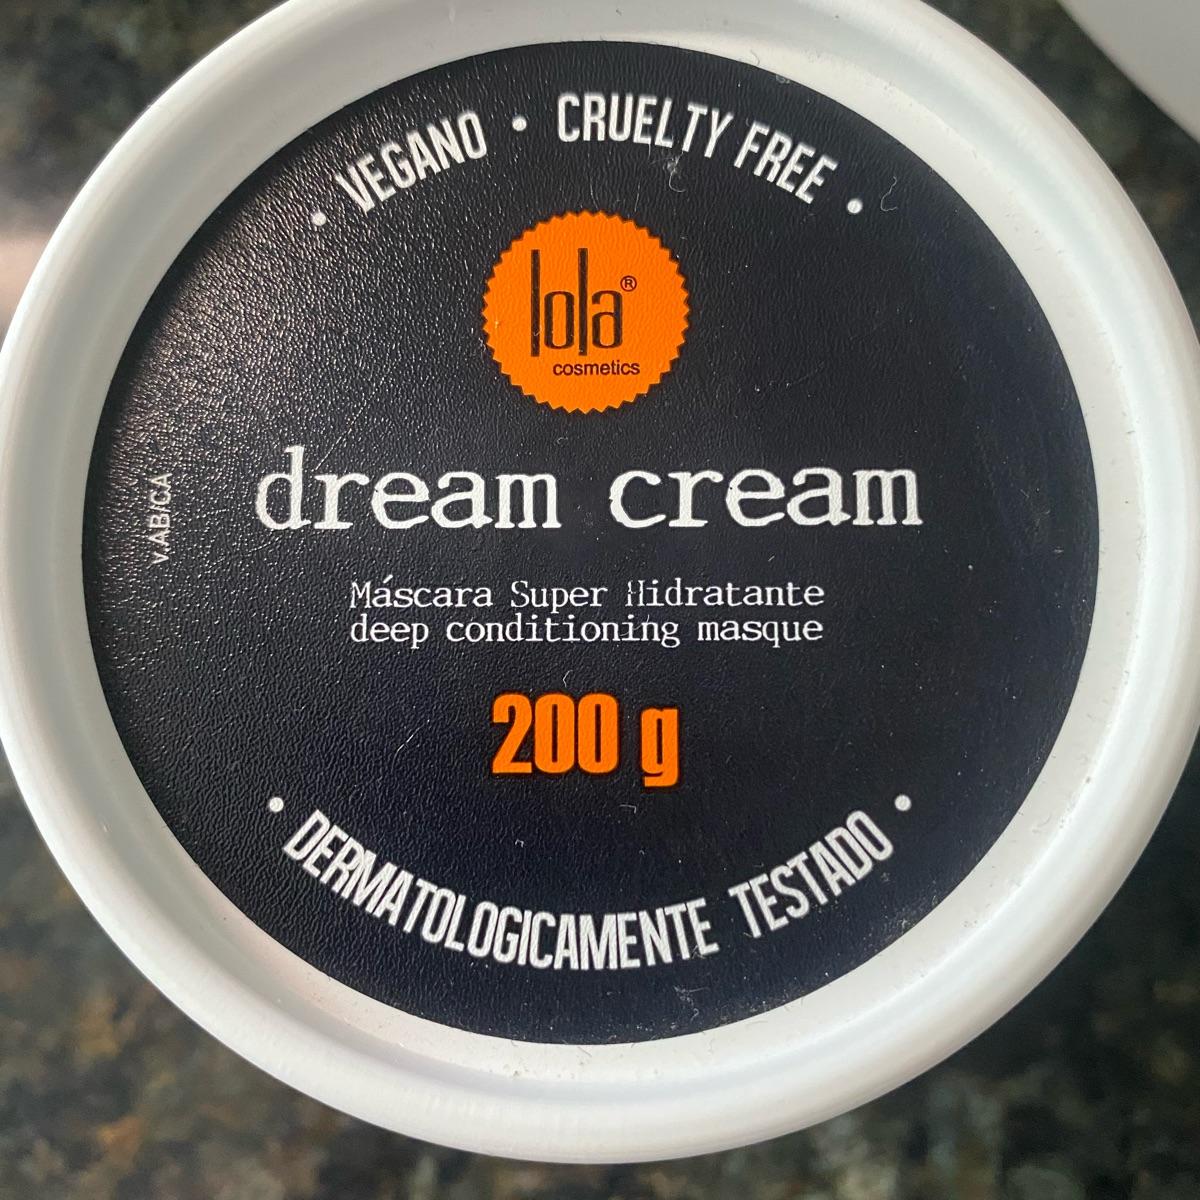 • VEGANO • CRUELTY FREE •
lola®
cosmetics
dream cream
v.AB/CA
Máscara Super Hidratante
deep conditioning masque
200 g
• DERMATOLOGICAMENTE TESTADO •